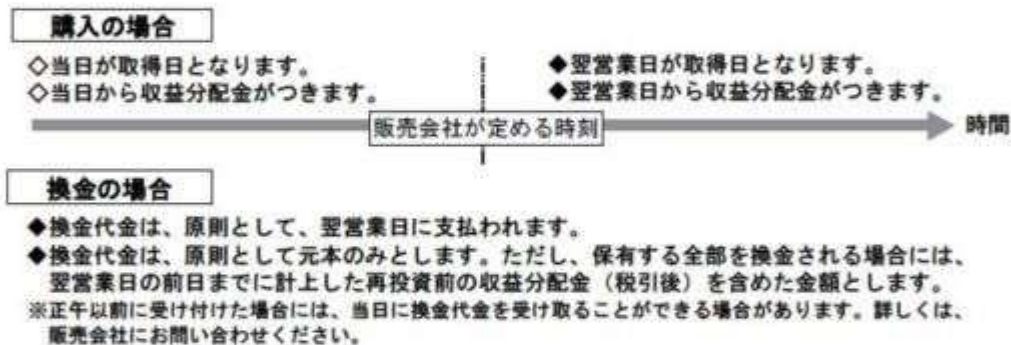 購入の場合
◇当日が取得日となります。
◇当日から収益分配金がつきます。
◆翌営業日が取得日となります。
◆翌営業日から収益分配金がつきます。
販売会社が定める時刻
時間
換金の場合
◆換金代金は、原則として、翌営業日に支払われます。
◆換金代金は、原則として元本のみとします。ただし、保有する全部を換金される場合には、
翌営業日の前日までに計上した再投資前の収益分配金（税引後）を含めた金額とします。
※正午以前に受け付けた場合には、当日に換金代金を受け取ることができる場合があります。詳しくは、
販売会社にお問い合わせください。